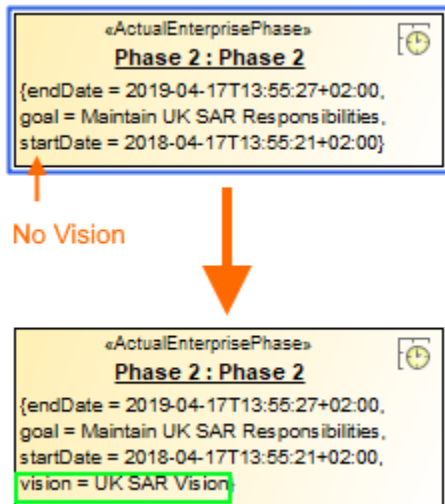 «ActualEnterprisePhase»
Phase 2 : Phase 2
{endDate = 2019-04-17T13:55:27+02:00,
goal = Maintain UK SAR Responsibilities,
startDate = 2018-04-17T13:55:21+02:00}
No Vision
«ActualEnterprisePhase»
Phase 2 : Phase 2
{endDate = 2019-04-17T13:55:27+02:00,
goal = Maintain UK SAR Responsibilities,
startDate = 2018-04-17T13:55:21+02:00,
vision = UK SAR Vision}